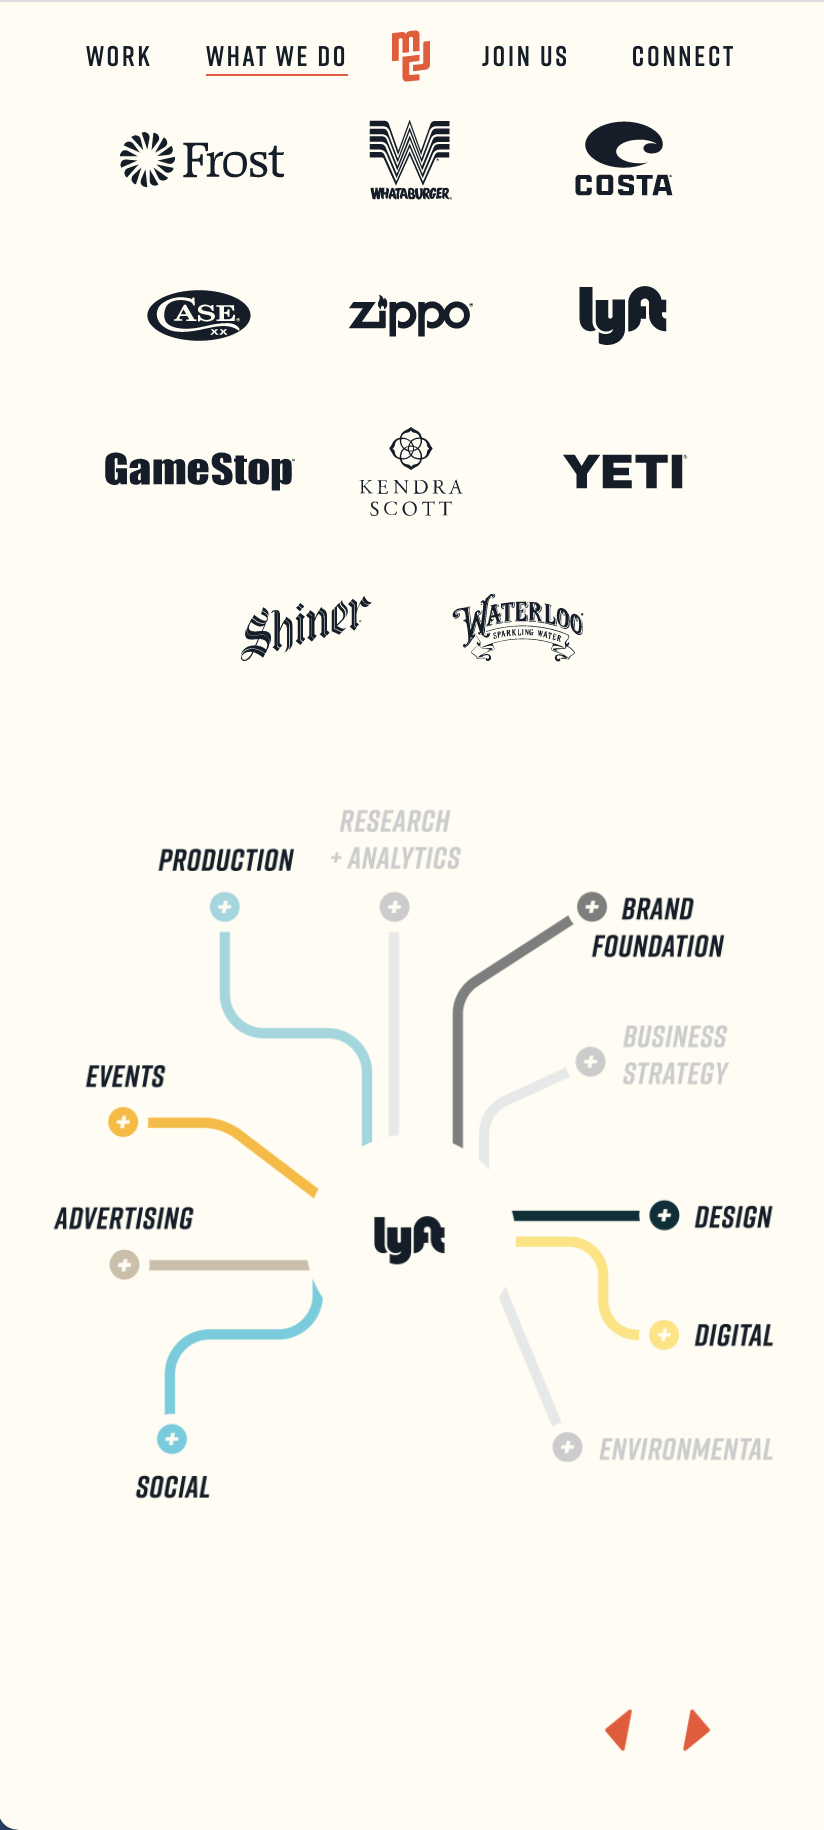 WORK
WHAT WE DO
JOIN US
CONNECT
Frost
WHATABURGER
COSTA
CASE
XX
zippo
lyft
GameStop
KENDRA
SCOTT
YETI
Shiner
WATERLOO
SPARKLING WATER
RESEARCH
+ ANALYTICS
PRODUCTION
BRAND
FOUNDATION
BUSINESS
STRATEGY
EVENTS
ADVERTISING
lyft
DESIGN
DIGITAL
ENVIRONMENTAL
SOCIAL